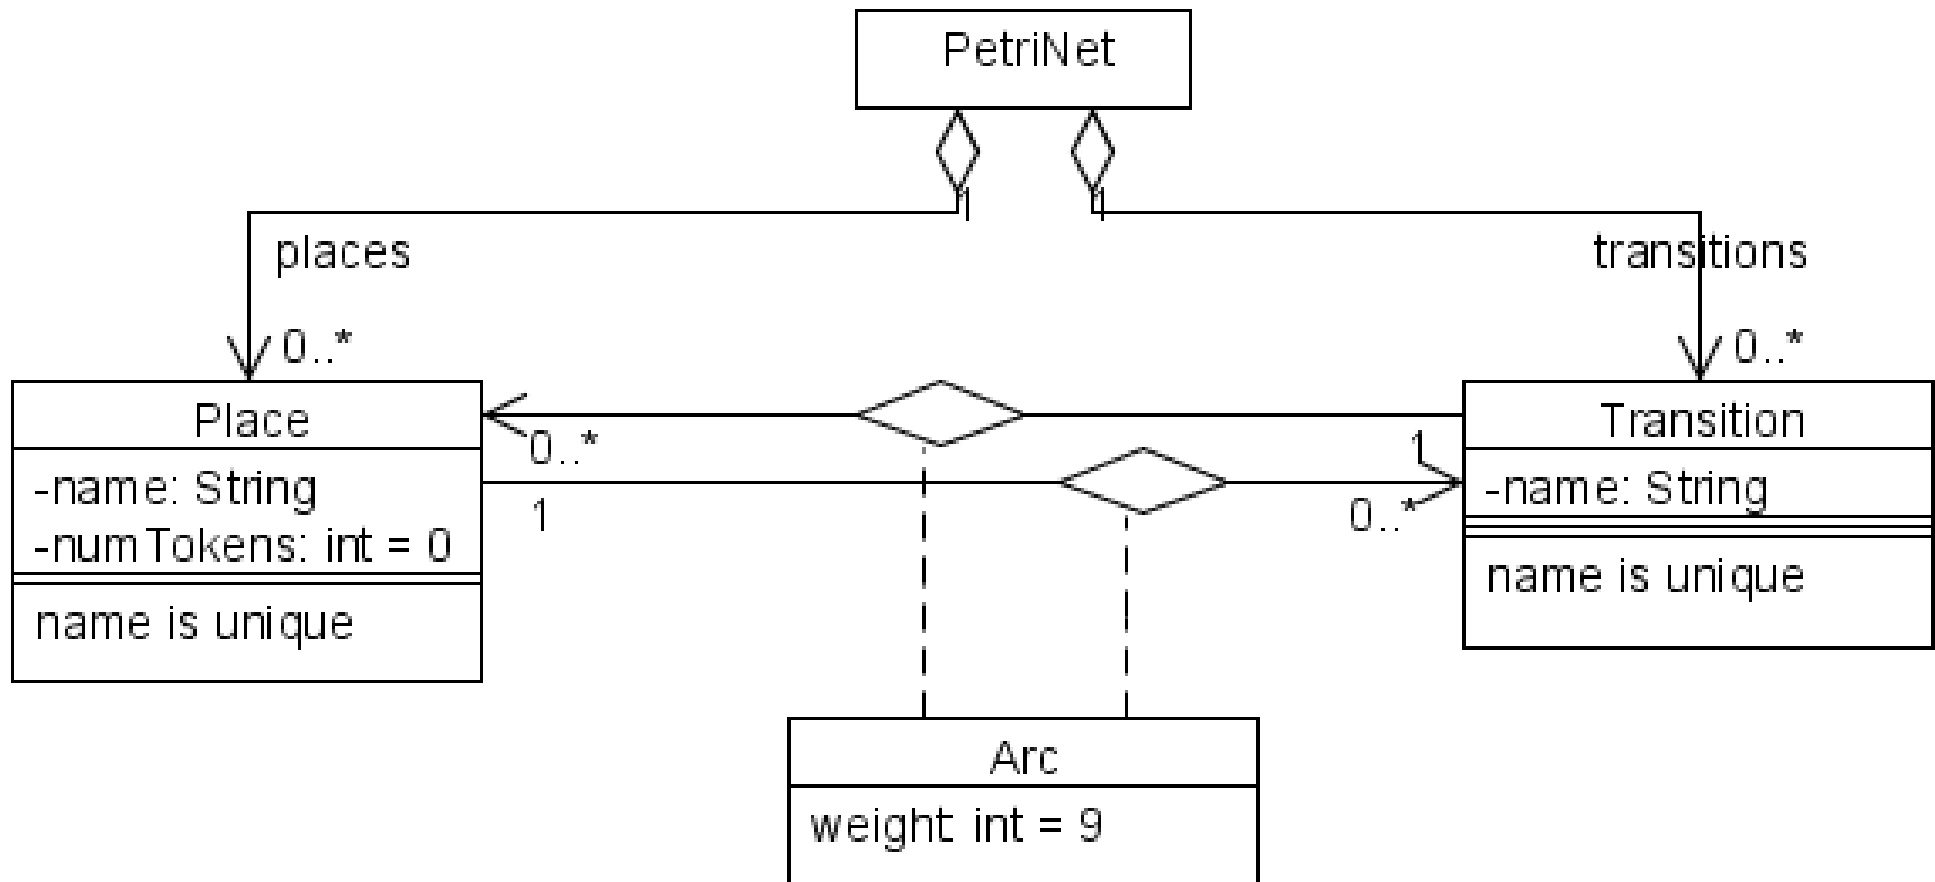 PetriNet
1
1
places
transitions
0..*
0..*
Place
Transition
0..*
1
-name: String
-name: String
1
0..*
-numTokens: int = 0
name is unique
name is unique
Arc
weight: int = 9